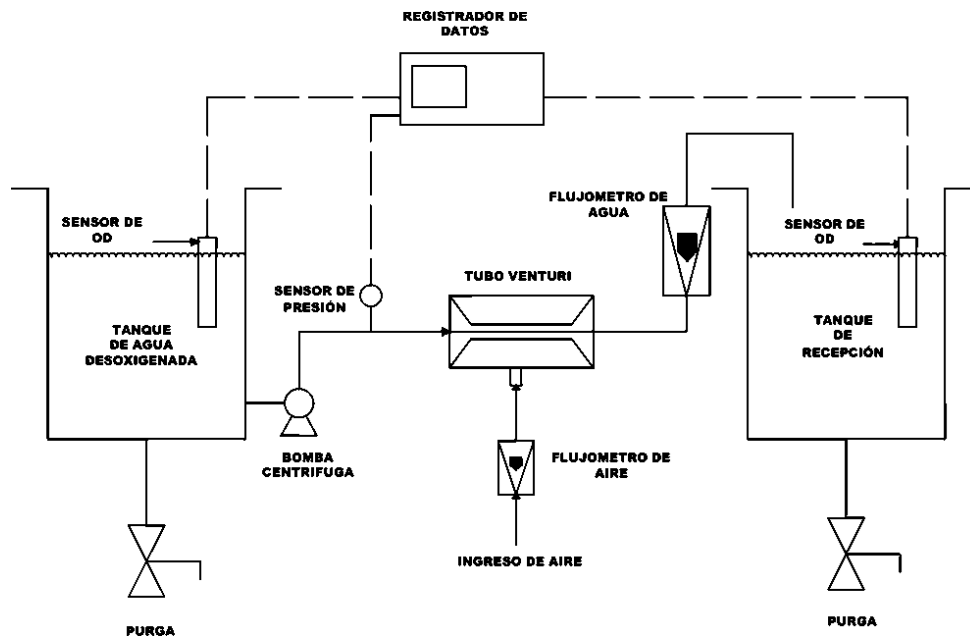 REGISTRADOR DE
DATOS
FLUJOMETRO DE
AGUA
SENSOR DE
OD
SENSOR DE
OD
TUBO VENTURI
SENSOR DE
PRESIÓN
TANQUE
DE AGUA
DESOXIGENADA
TANQUE
DE
RECEPCIÓN
BOMBA
CENTRIFUGA
FLUJOMETRO DE
AIRE
INGRESO DE AIRE
PURGA
PURGA